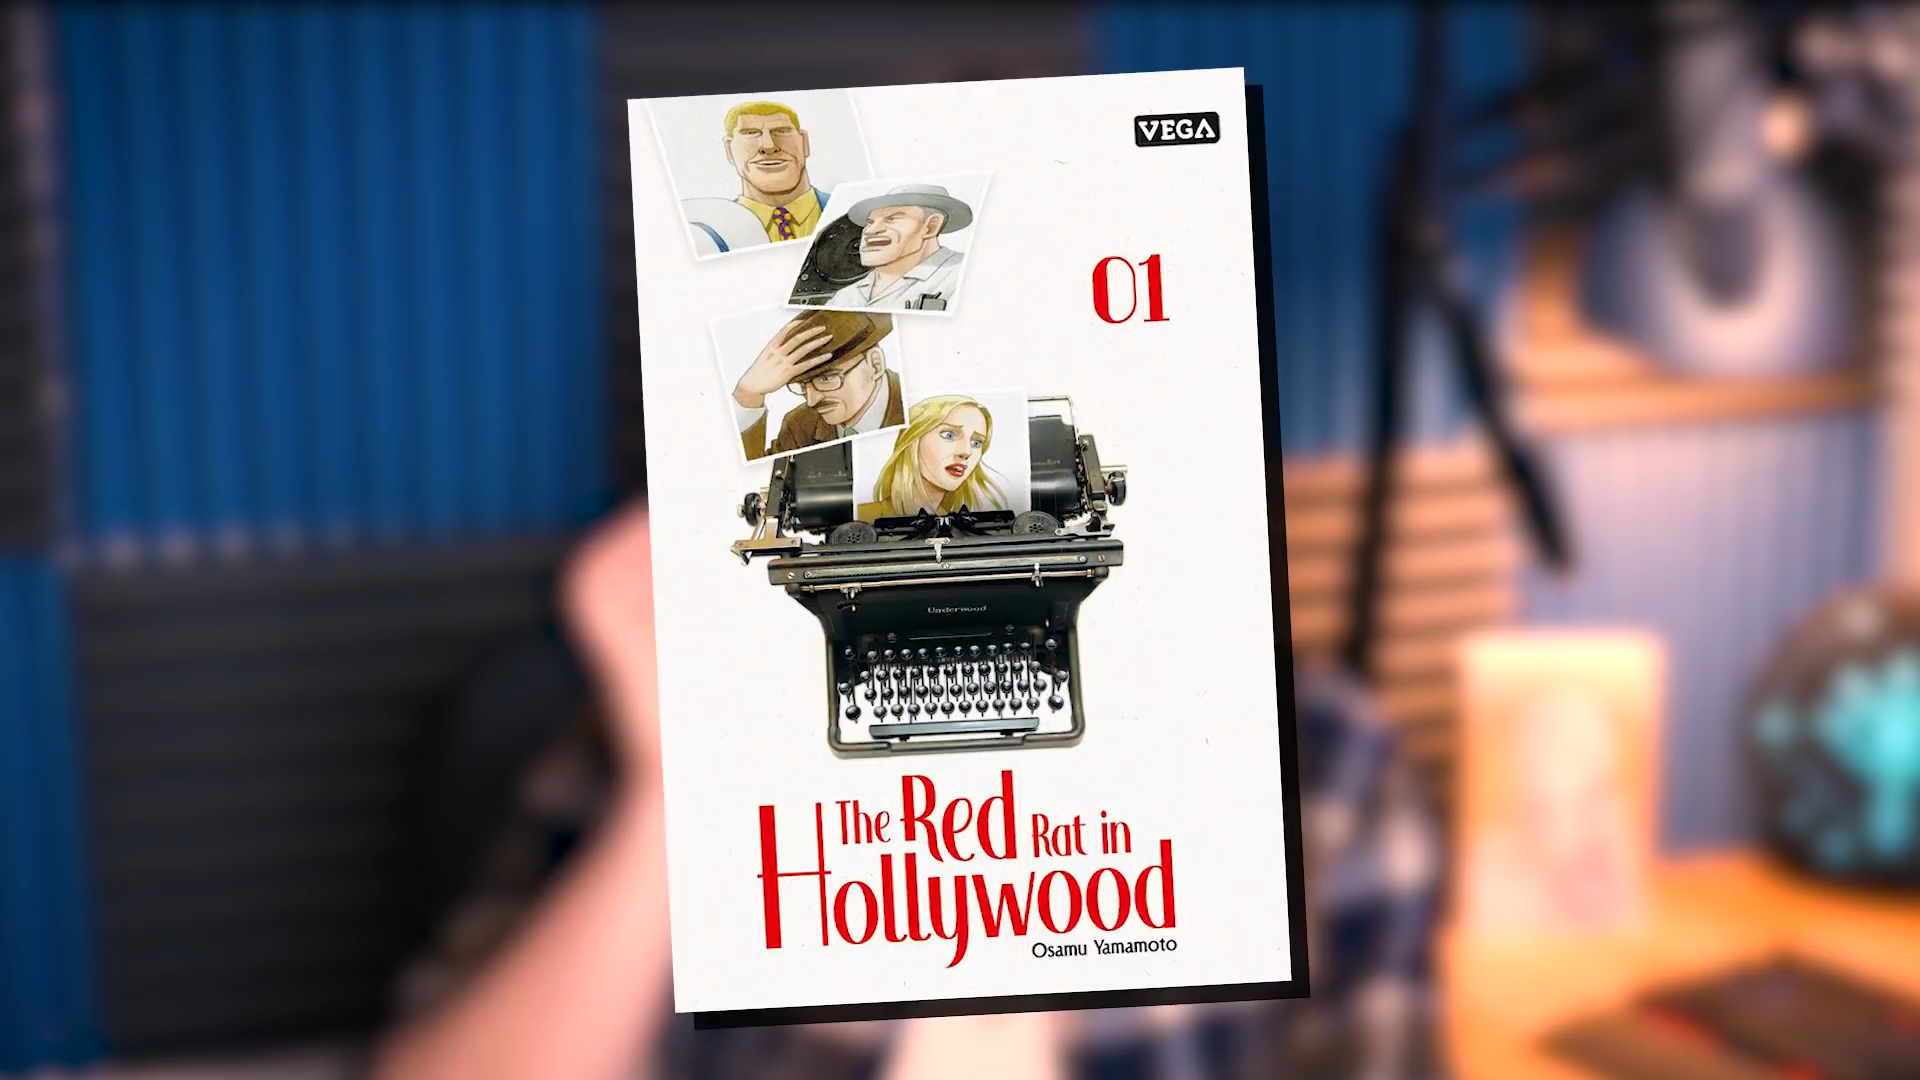 VEGA
01
Underwood
The Red Rat in
Hollywood
Osamu Yamamoto